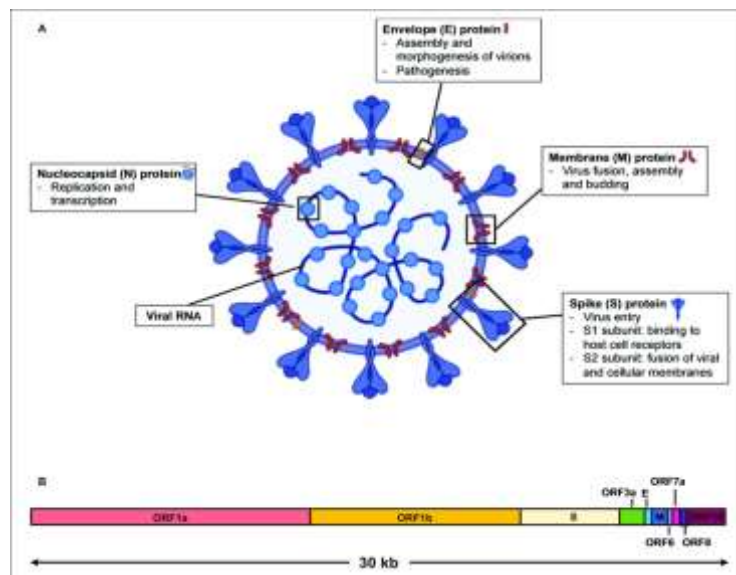 A
Envelope (E) protein
- Assembly and
morphogenesis of virions
- Pathogenesis
Nucleocapsid (N) protein
- Replication and
transcription
Membrane (M) protein
- Virus fusion, assembly
and budding
Viral RNA
Spike (S) protein
- Virus entry
- S1 subunit: binding to
host cell receptors
- S2 subunit: fusion of viral
and cellular membranes
B
ORF7a
ORF3a E
ORF1a
S
M
ORF6
ORF8
30 kb